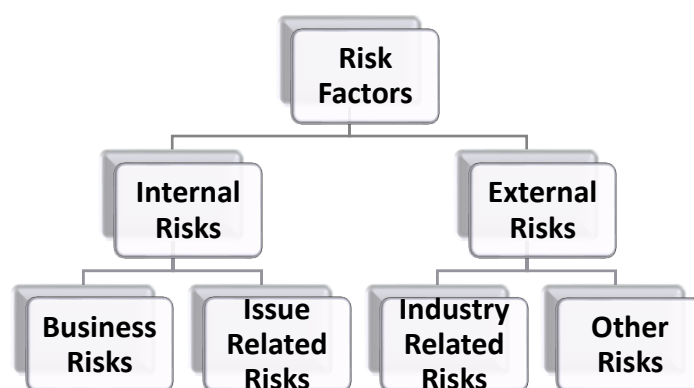 Risk
Factors
Internal
Risks
External
Risks
Business
Risks
Issue
Related
Risks
Industry
Related
Risks
Other
Risks